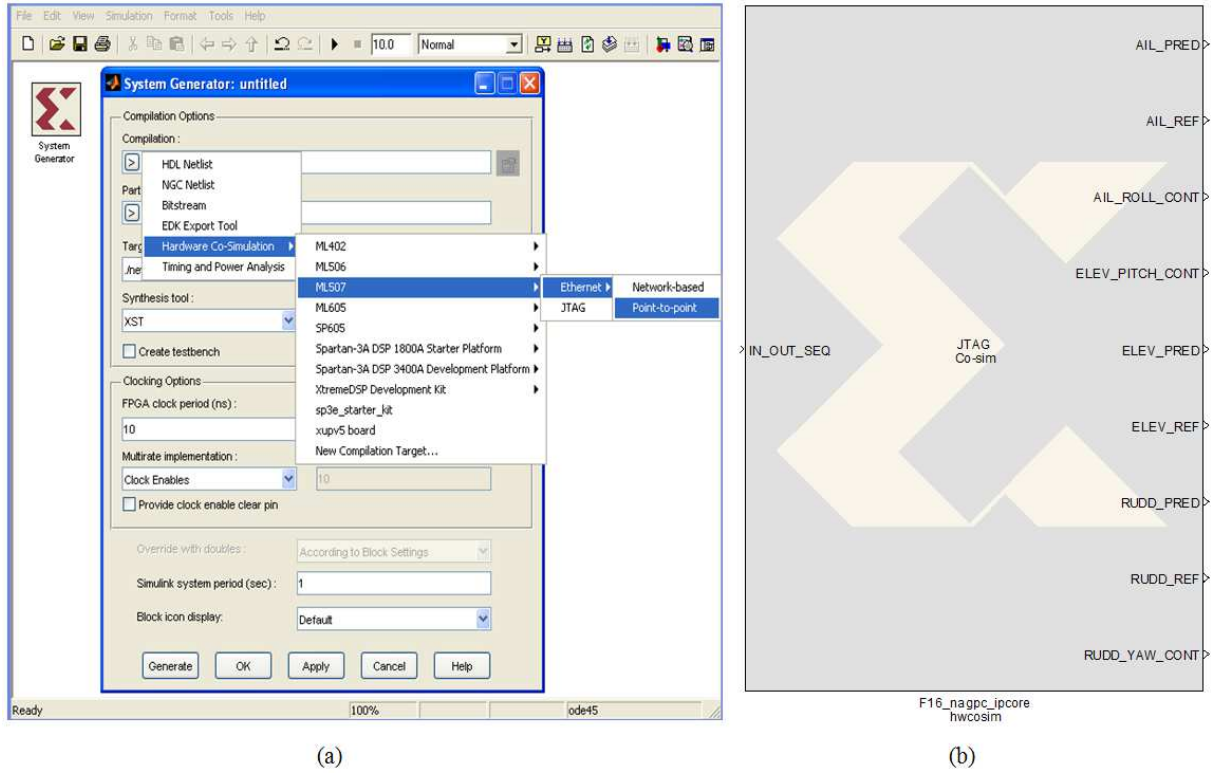 File Edit View Simulation Format Tools Help
10.0 Normal
System Generator: untitled
System
Generator
Compilation Options
Compilation :
HDL Netlist
NGC Netlist
Bitstream
EDK Export Tool
Hardware Co-Simulation
Timing and Power Analysis
Part
Targ
./ne
ML402
ML506
ML507
ML605
SP605
Spartan-3A DSP 1800A Starter Platform
Spartan-3A DSP 3400A Development Platform
XtremeDSP Development Kit
sp3e_starter_kit
xupv5 board
New Compilation Target...
Ethernet
JTAG
Network-based
Point-to-point
Synthesis tool :
XST
Create testbench
Clocking Options
FPGA clock period (ns) :
10
Multirate implementation :
Clock Enables
10
Provide clock enable clear pin
Override with doubles :
According to Block Settings
Simulink system period (sec) :
1
Block icon display:
Default
Generate OK Apply Cancel Help
Ready 100% ode45
(a)
AIL_PRED
AIL_REF
AIL_ROLL_CONT
ELEV_PITCH_CONT
IN_OUT_SEQ
JTAG
Co-sim
ELEV_PRED
ELEV_REF
RUDD_PRED
RUDD_REF
RUDD_YAW_CONT
F16_nagpc_ipcore
hwcosim
(b)